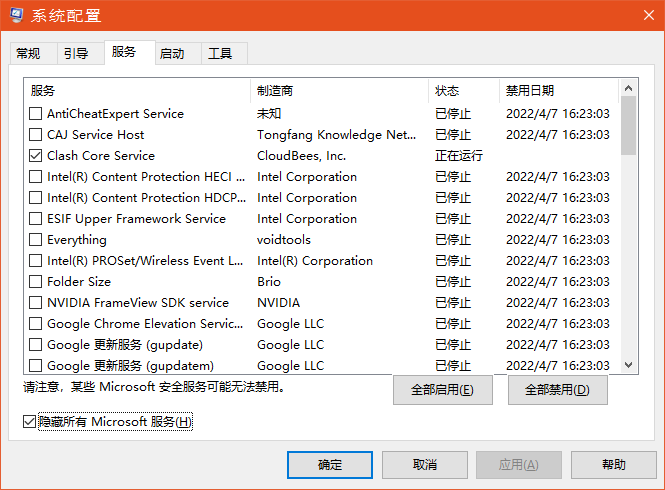 系统配置
常规 引导 服务 启动 工具
服务 制造商 状态 禁用日期
AntiCheatExpert Service 未知 已停止 2022/4/7 16:23:03
CAJ Service Host Tongfang Knowledge Net... 已停止 2022/4/7 16:23:03
Clash Core Service CloudBees, Inc. 正在运行
Intel(R) Content Protection HECI ... Intel Corporation 已停止 2022/4/7 16:23:03
Intel(R) Content Protection HDCP... Intel Corporation 已停止 2022/4/7 16:23:03
ESIF Upper Framework Service Intel Corporation 已停止 2022/4/7 16:23:03
Everything voidtools 已停止 2022/4/7 16:23:03
Intel(R) PROSet/Wireless Event L... Intel(R) Corporation 已停止 2022/4/7 16:23:03
Folder Size Brio 已停止 2022/4/7 16:23:03
NVIDIA FrameView SDK service NVIDIA 已停止 2022/4/7 16:23:03
Google Chrome Elevation Servic... Google LLC 已停止 2022/4/7 16:23:03
Google 更新服务 (gupdate) Google LLC 已停止 2022/4/7 16:23:03
Google 更新服务 (gupdatem) Google LLC 已停止 2022/4/7 16:23:03
请注意，某些 Microsoft 安全服务可能无法禁用。
全部启用(E) 全部禁用(D)
隐藏所有 Microsoft 服务(H)
确定 取消 应用(A) 帮助